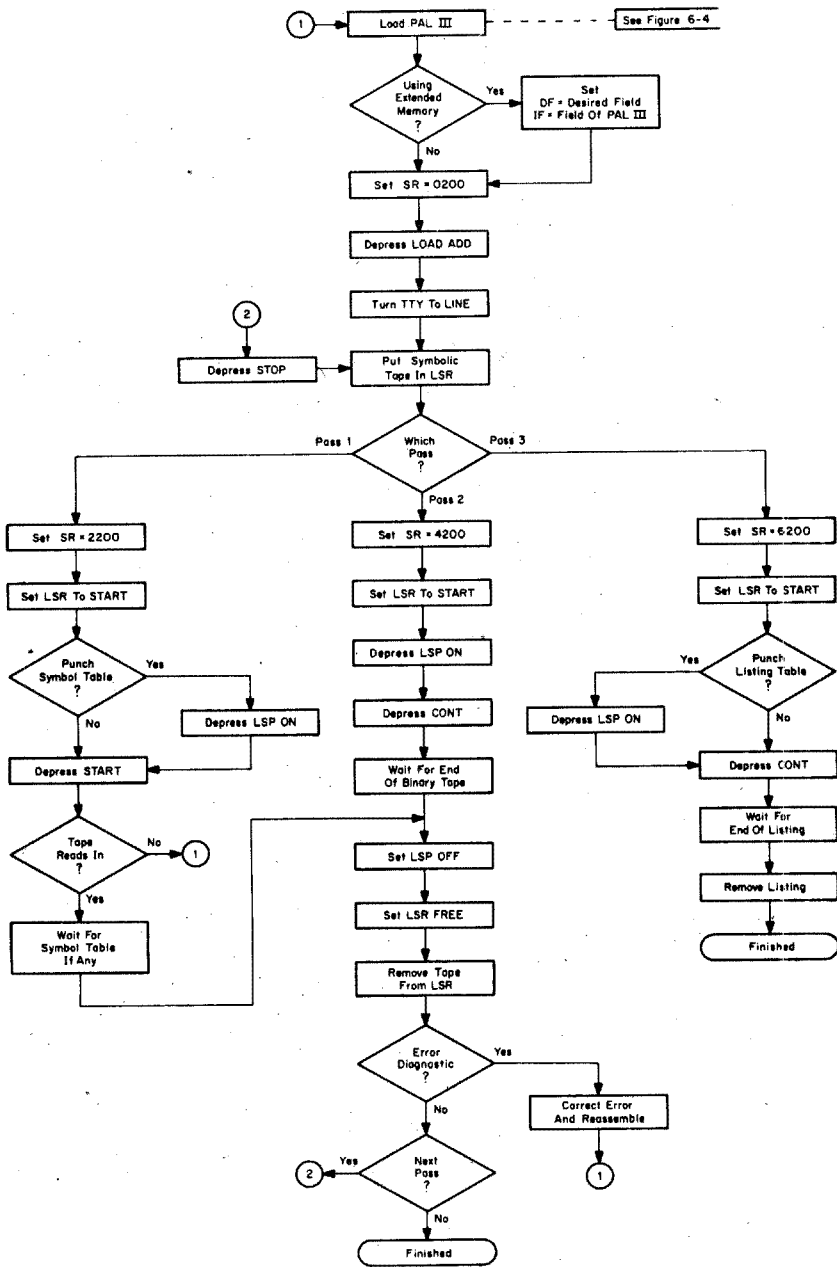 1
Load PAL III
See Figure 6-4
Using
Extended
Memory
?
Yes
Set
DF = Desired Field
IF = Field Of PAL III
No
Set SR = 0200
Depress LOAD ADD
Turn TTY To LINE
2
Depress STOP
Put Symbolic
Tape In LSR
Pass 1
Which
Pass
?
Pass 3
Pass 2
Set SR = 2200
Set SR = 4200
Set SR = 6200
Set LSR To START
Set LSR To START
Set LSR To START
Punch
Symbol Table
?
Yes
No
Depress LSP ON
Depress START
Tape
Reads In
?
No
1
Yes
Wait For
Symbol Table
If Any
Depress LSP ON
Depress CONT
Wait For End
Of Binary Tape
Set LSP OFF
Set LSR FREE
Remove Tape
From LSR
Error
Diagnostic
?
Yes
No
Correct Error
And Reassemble
1
Next
Pass
?
Yes
2
No
Finished
Punch
Listing Table
?
Yes
No
Depress LSP ON
Depress CONT
Wait For
End Of Listing
Remove Listing
Finished